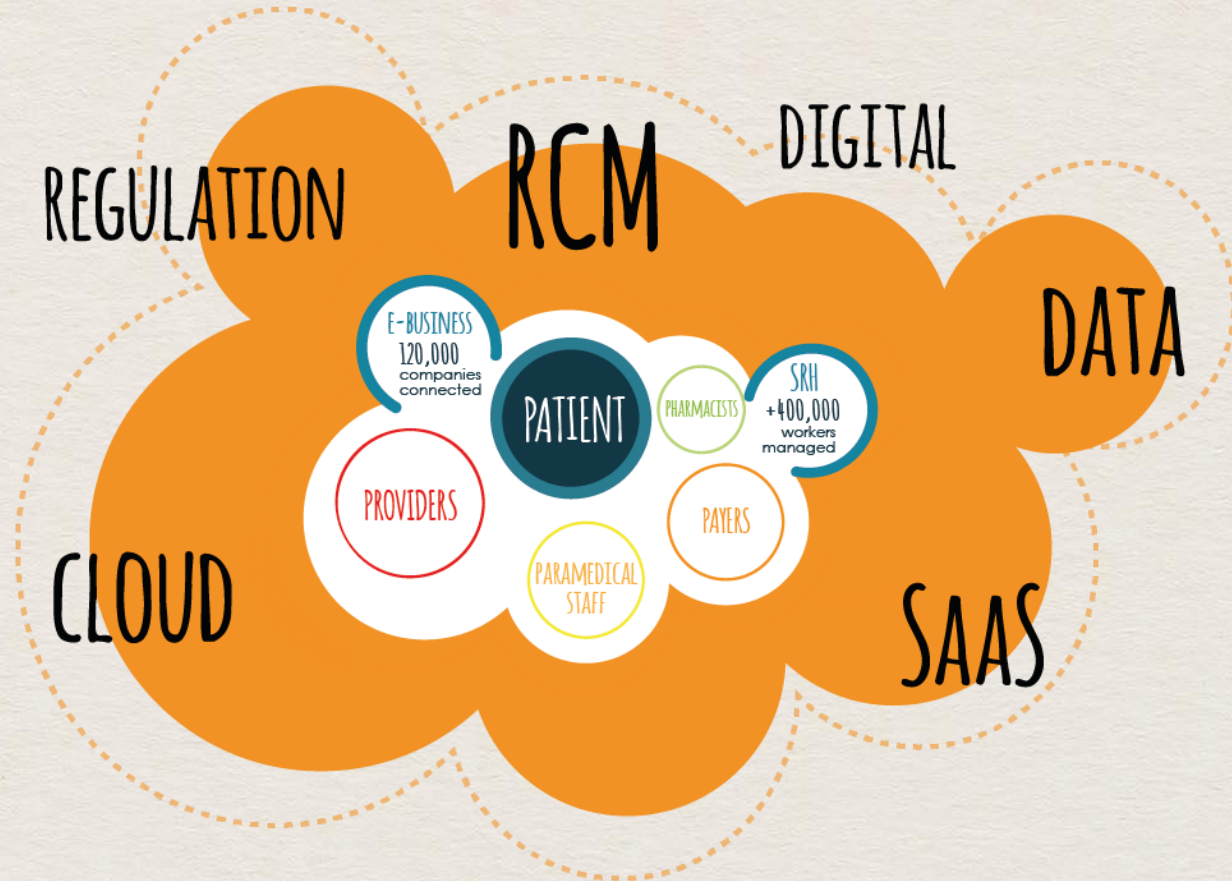 DIGITAL
RCM
REGULATION
DATA
E-BUSINESS
120,000
companies
connected
PATIENT
PHARMACISTS
SRH
+400,000
workers
managed
PROVIDERS
PAYERS
PARAMEDICAL
STAFF
CLOUD
SAAS